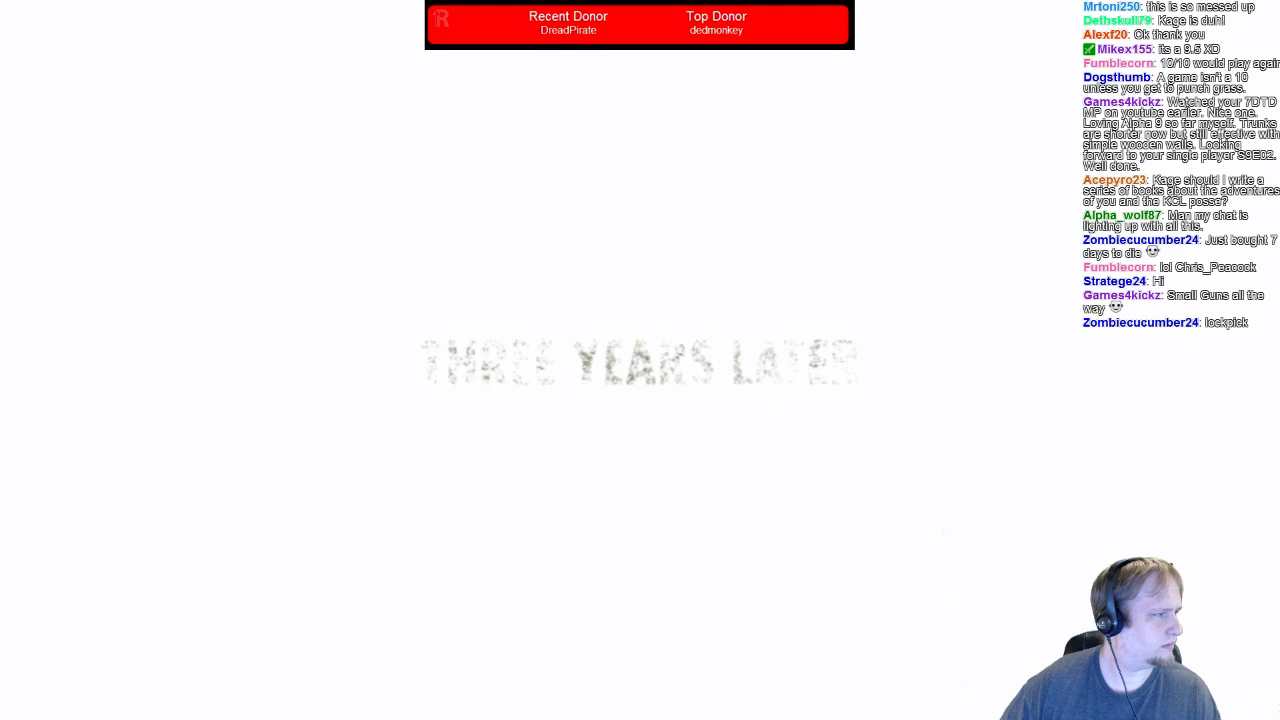 Recent Donor
Top Donor
DreadPirate
dedmonkey
Mrtoni250: this is so messed up
Dethskull79: Kage is duh!
Alexf20: Ok thank you
Mikex155: its a 9.5 XD
Fumblecorn: 10/10 would play again
Dogsthumb: A game isn't a 10
unless you get to punch grass.
Games4kickz: Watched your 7DTD
MP on youtube earlier. Nice one.
Loving Alpha 9 so far myself. Trunks
are shorter now but still effective with
simple wooden walls. Looking
forward to your single player S9E02.
Well done.
Acepyro23: Kage should I write a
series of books about the adventures
of you and the KCL posse?
Alpha_wolf87: Man my chat is
lighting up with all this.
Zombiecucumber24: Just bought 7
days to die
Fumblecorn: lol Chris_Peacock
Stratege24: Hi
Games4kickz: Small Guns all the
way
Zombiecucumber24: lockpick
THREE YEARS LATER